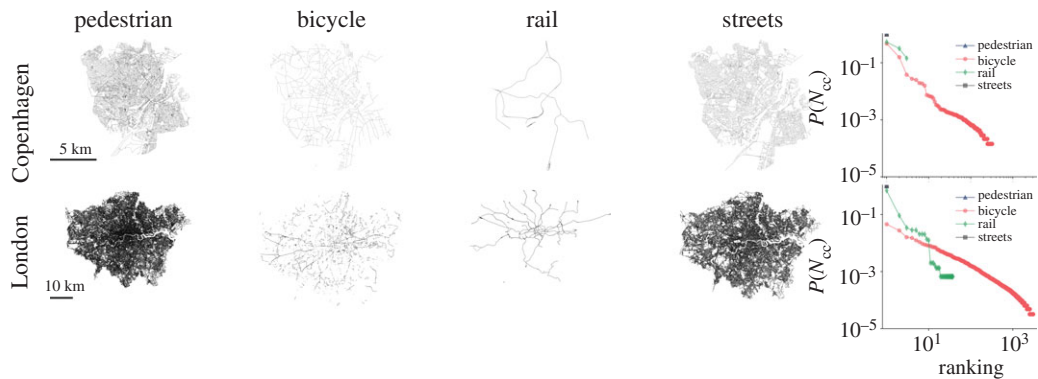 pedestrian bicycle rail streets
Copenhagen
5 km
P(N_cc)
10^-1
10^-3
10^-5
pedestrian
bicycle
rail
streets
London
10 km
P(N_cc)
10^-1
10^-3
10^-5
pedestrian
bicycle
rail
streets
10^1 10^3
ranking